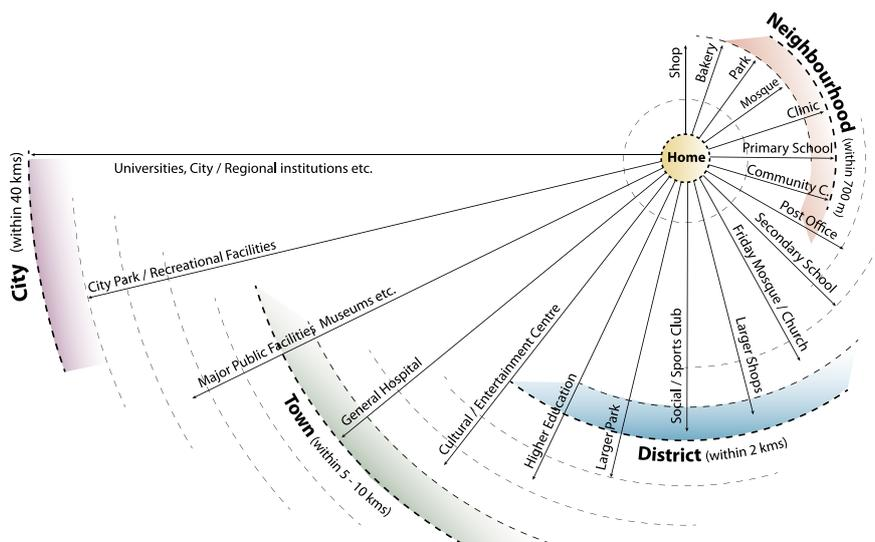 Home
Shop
Bakery
Park
Mosque
Clinic
Primary School
Community C.
Post Office
Secondary School
Friday Mosque / Church
Larger Shops
Social / Sports Club
Larger Park
Higher Education
Cultural / Entertainment Centre
General Hospital
Major Public Facilities, Museums etc.
City Park / Recreational Facilities
Universities, City / Regional institutions etc.
Neighbourhood (within 700 m)
District (within 2 kms)
Town (within 5 - 10 kms)
City (within 40 kms)